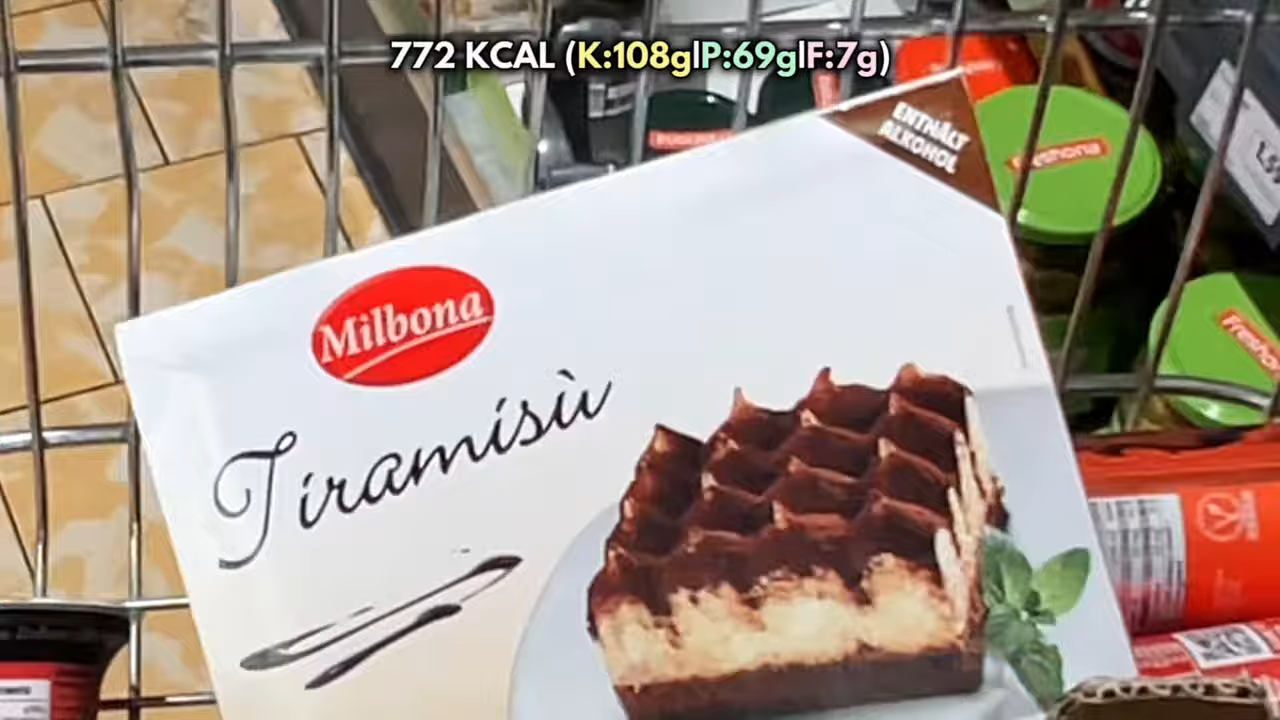 772 KCAL (K:108g|P:69g|F:7g)
ENTHÄLT
ALKOHOL
Freshona
Milbona
Tiramisù